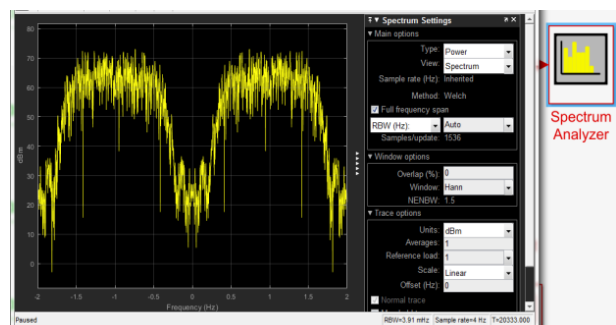 Spectrum Settings
Main options
Type: Power
View: Spectrum
Sample rate (Hz): Inherited
Method: Welch
Full frequency span
RBW (Hz): Auto
Samples/update: 1536
Window options
Overlap (%): 0
Window: Hann
NENBW: 1.5
Trace options
Units: dBm
Averages: 1
Reference load: 1
Scale: Linear
Offset (Hz): 0
Normal trace
80
70
60
50
40
30
20
10
0
dBm
-2 -1.5 -1 -0.5 0 0.5 1 1.5 2
Frequency (Hz)
Paused
RBW=3.91 mHz Sample rate=4 Hz T=20333.000
Spectrum
Analyzer